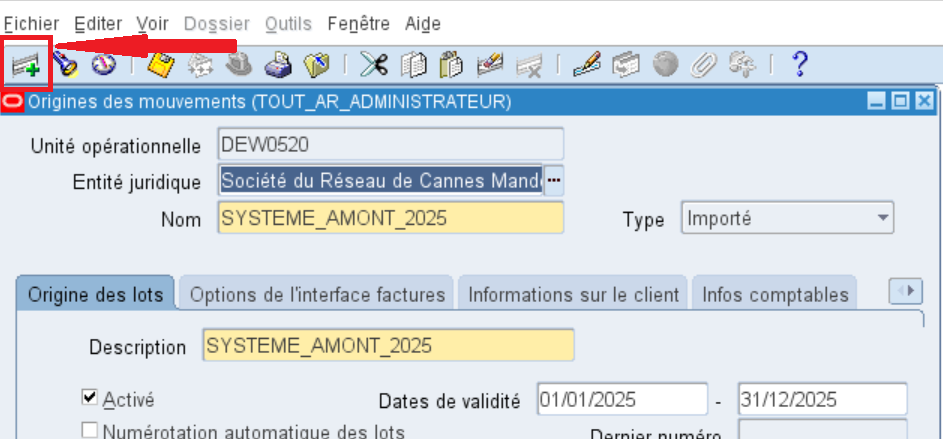 Fichier Editer Voir Dossier Outils Fenêtre Aide
Origines des mouvements (TOUT_AR_ADMINISTRATEUR)
Unité opérationnelle DEW0520
Entité juridique Société du Réseau de Cannes
Nom SYSTEME_AMONT_2025 Type Importé
Origine des lots Options de l'interface factures Informations sur le client Infos comptables
Description SYSTEME_AMONT_2025
Activé Dates de validité 01/01/2025 - 31/12/2025
Numérotation automatique des lots Dernier numéro